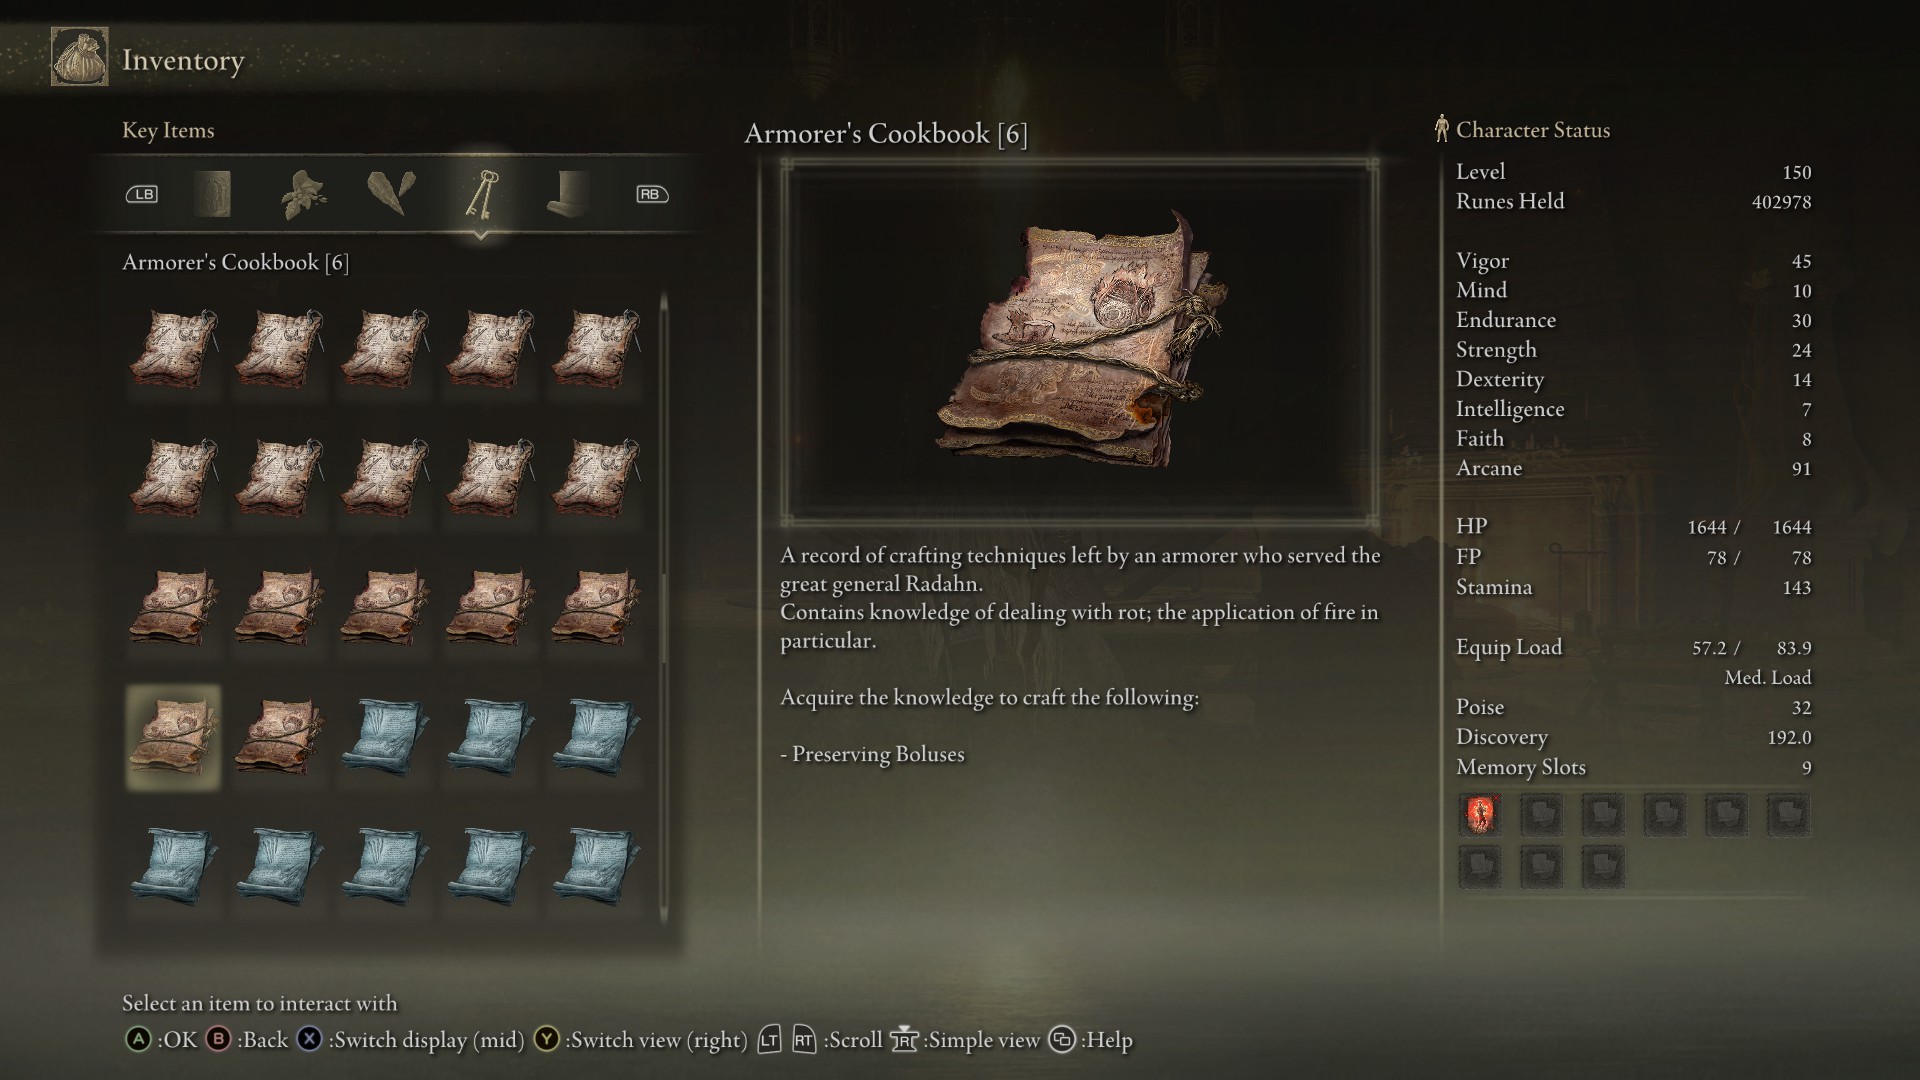 Inventory
Key Items
LB
RB
Armorer's Cookbook [6]
Armorer's Cookbook [6]
A record of crafting techniques left by an armorer who served the
great general Radahn.
Contains knowledge of dealing with rot; the application of fire in
particular.
Acquire the knowledge to craft the following:
- Preserving Boluses
Character Status
Level 150
Runes Held 402978
Vigor 45
Mind 10
Endurance 30
Strength 24
Dexterity 14
Intelligence 7
Faith 8
Arcane 91
HP 1644 / 1644
FP 78 / 78
Stamina 143
Equip Load 57.2 / 83.9
Med. Load
Poise 32
Discovery 192.0
Memory Slots 9
Select an item to interact with
A :OK B :Back X :Switch display (mid) Y :Switch view (right) LT RT :Scroll R :Simple view :Help